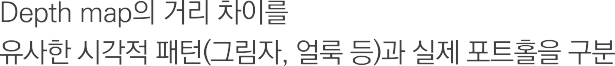 Depth map의 거리 차이를
유사한 시각적 패턴(그림자, 얼룩 등)과 실제 포트홀을 구분